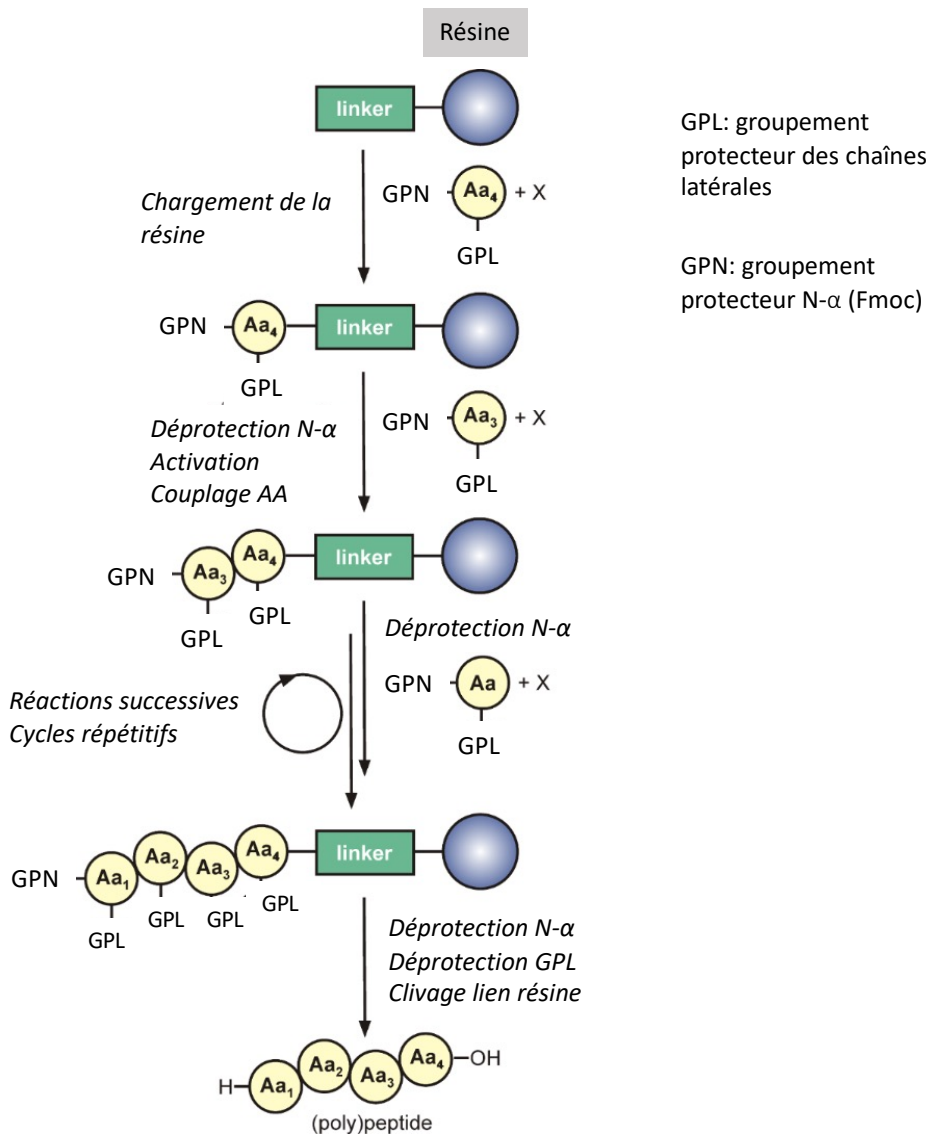 Résine
linker
GPL: groupement
protecteur des chaînes
latérales
GPN: groupement
protecteur N-α (Fmoc)
Chargement de la
résine
GPN Aa₄ + X
GPL
GPN Aa₄ linker
GPL
Déprotection N-α
Activation
Couplage AA
GPN Aa₃ + X
GPL
GPN Aa₃ Aa₄ linker
GPL GPL
Déprotection N-α
GPN Aa + X
GPL
Réactions successives
Cycles répétitifs
GPN Aa₁ Aa₂ Aa₃ Aa₄ linker
GPL GPL GPL GPL
Déprotection N-α
Déprotection GPL
Clivage lien résine
H Aa₁ Aa₂ Aa₃ Aa₄ OH
(poly)peptide